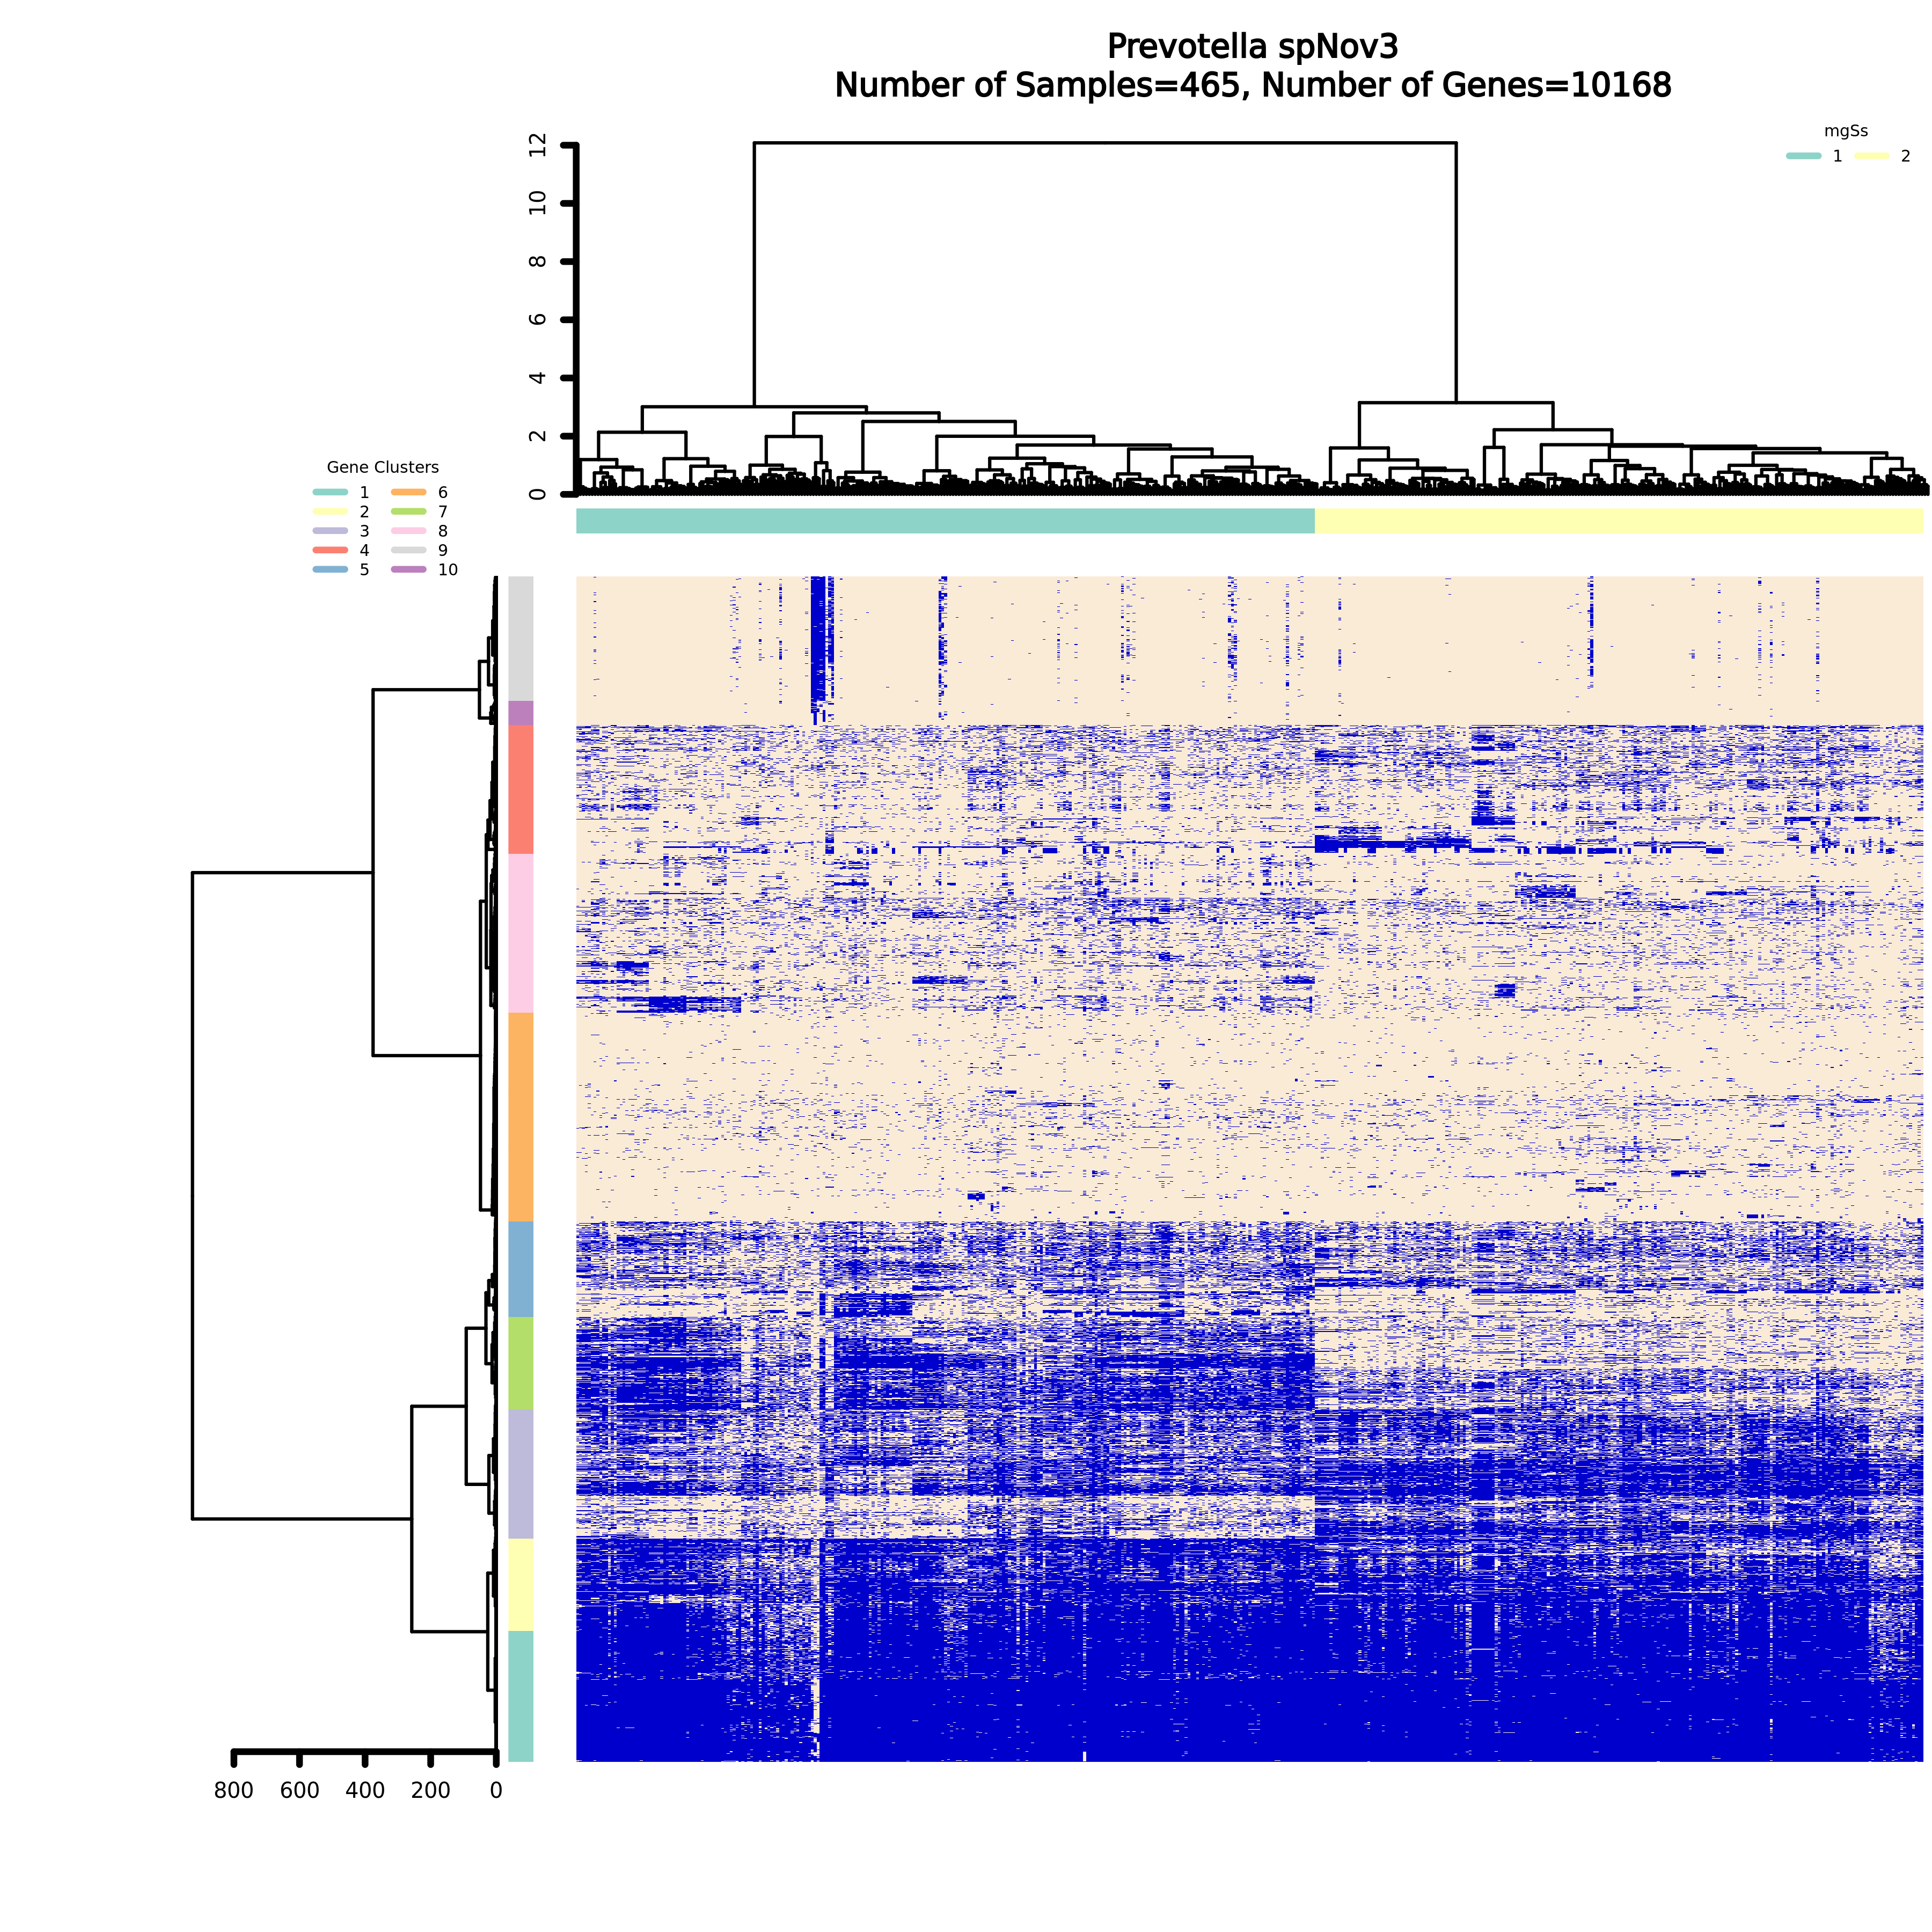 Prevotella spNov3
Number of Samples=465, Number of Genes=10168
mgSs
1 2
12
10
8
6
4
2
0
Gene Clusters
1 6
2 7
3 8
4 9
5 10
800 600 400 200 0